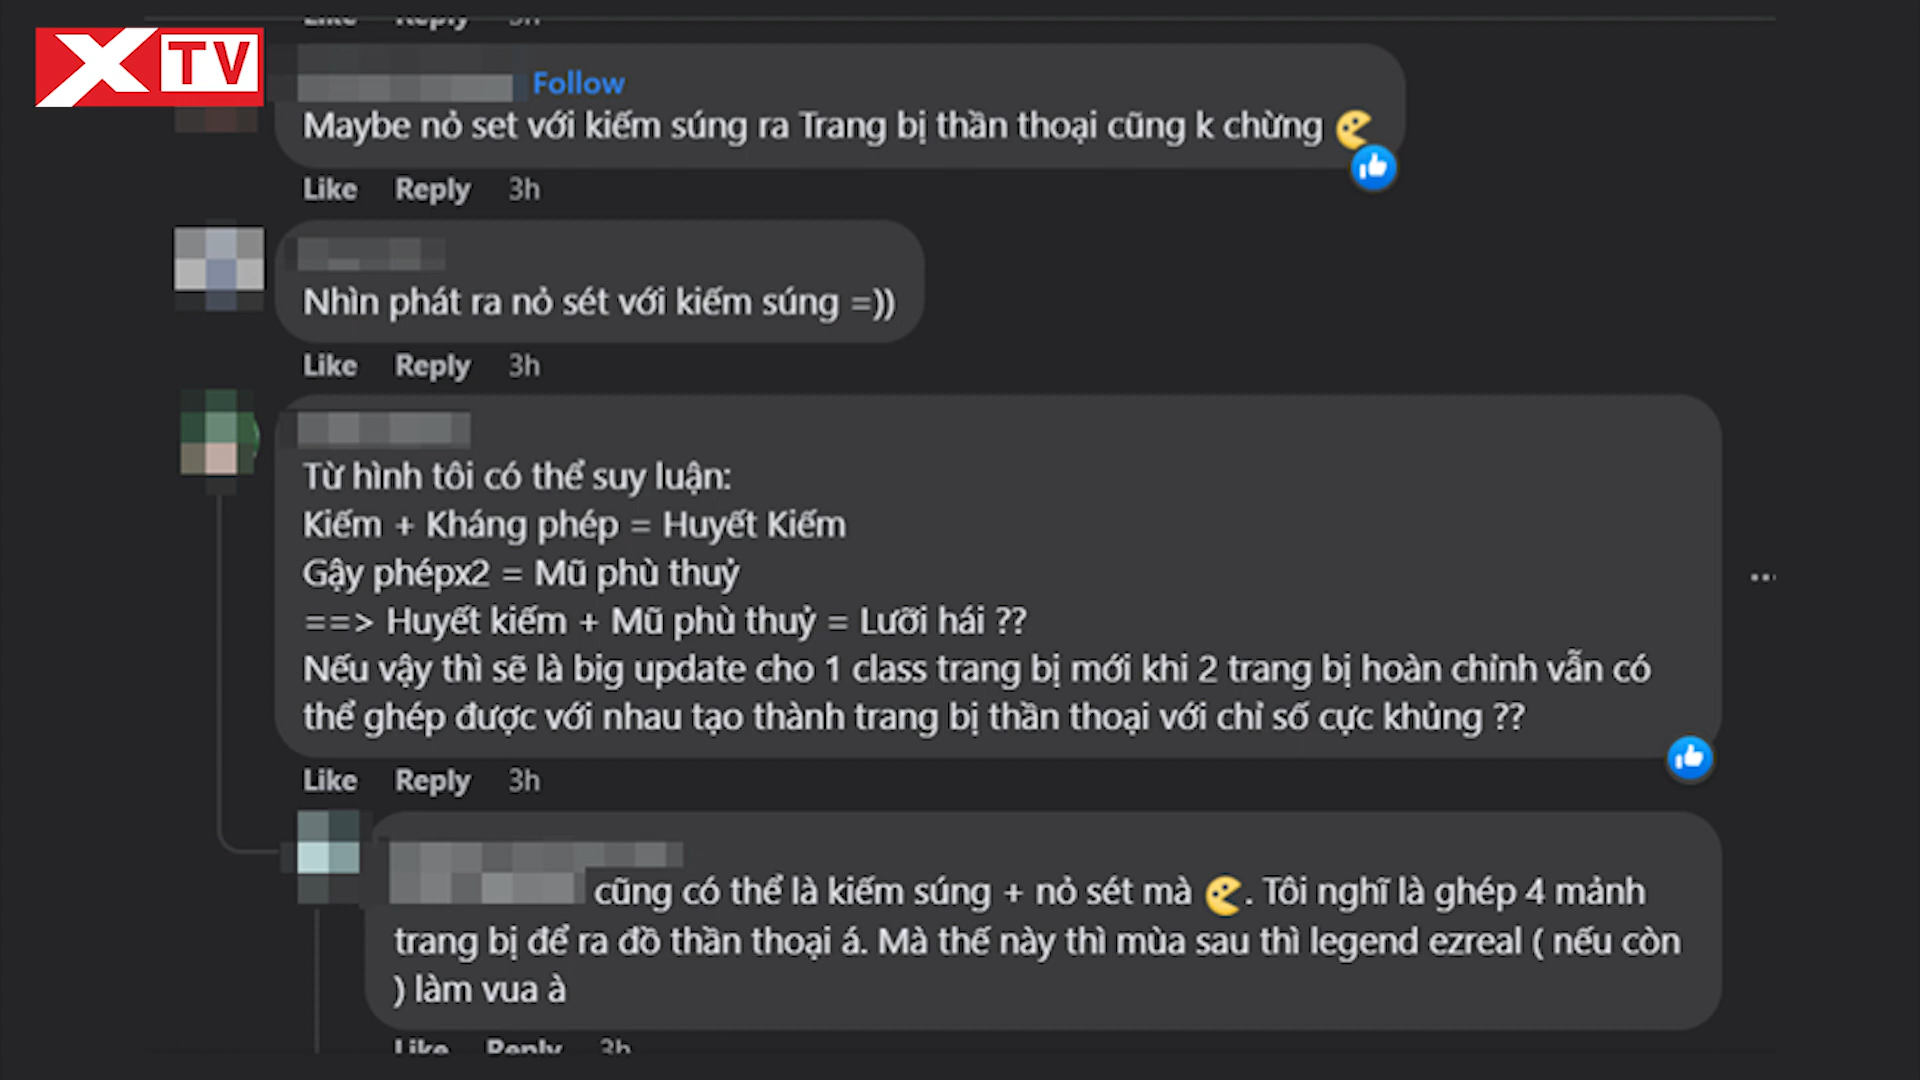 Like Reply 3h
XTV
Follow
Maybe nỏ set với kiếm súng ra Trang bị thần thoại cũng k chừng
Like Reply 3h
Nhìn phát ra nỏ sét với kiếm súng =))
Like Reply 3h
Từ hình tôi có thể suy luận:
Kiếm + Kháng phép = Huyết Kiếm
Gậy phépx2 = Mũ phù thuỷ
==> Huyết kiếm + Mũ phù thuỷ = Lưỡi hái ??
Nếu vậy thì sẽ là big update cho 1 class trang bị mới khi 2 trang bị hoàn chỉnh vẫn có
thể ghép được với nhau tạo thành trang bị thần thoại với chỉ số cực khủng ??
Like Reply 3h
cũng có thể là kiếm súng + nỏ sét mà . Tôi nghĩ là ghép 4 mảnh
trang bị để ra đồ thần thoại á. Mà thế này thì mùa sau thì legend ezreal ( nếu còn
) làm vua à
Like Reply 3h